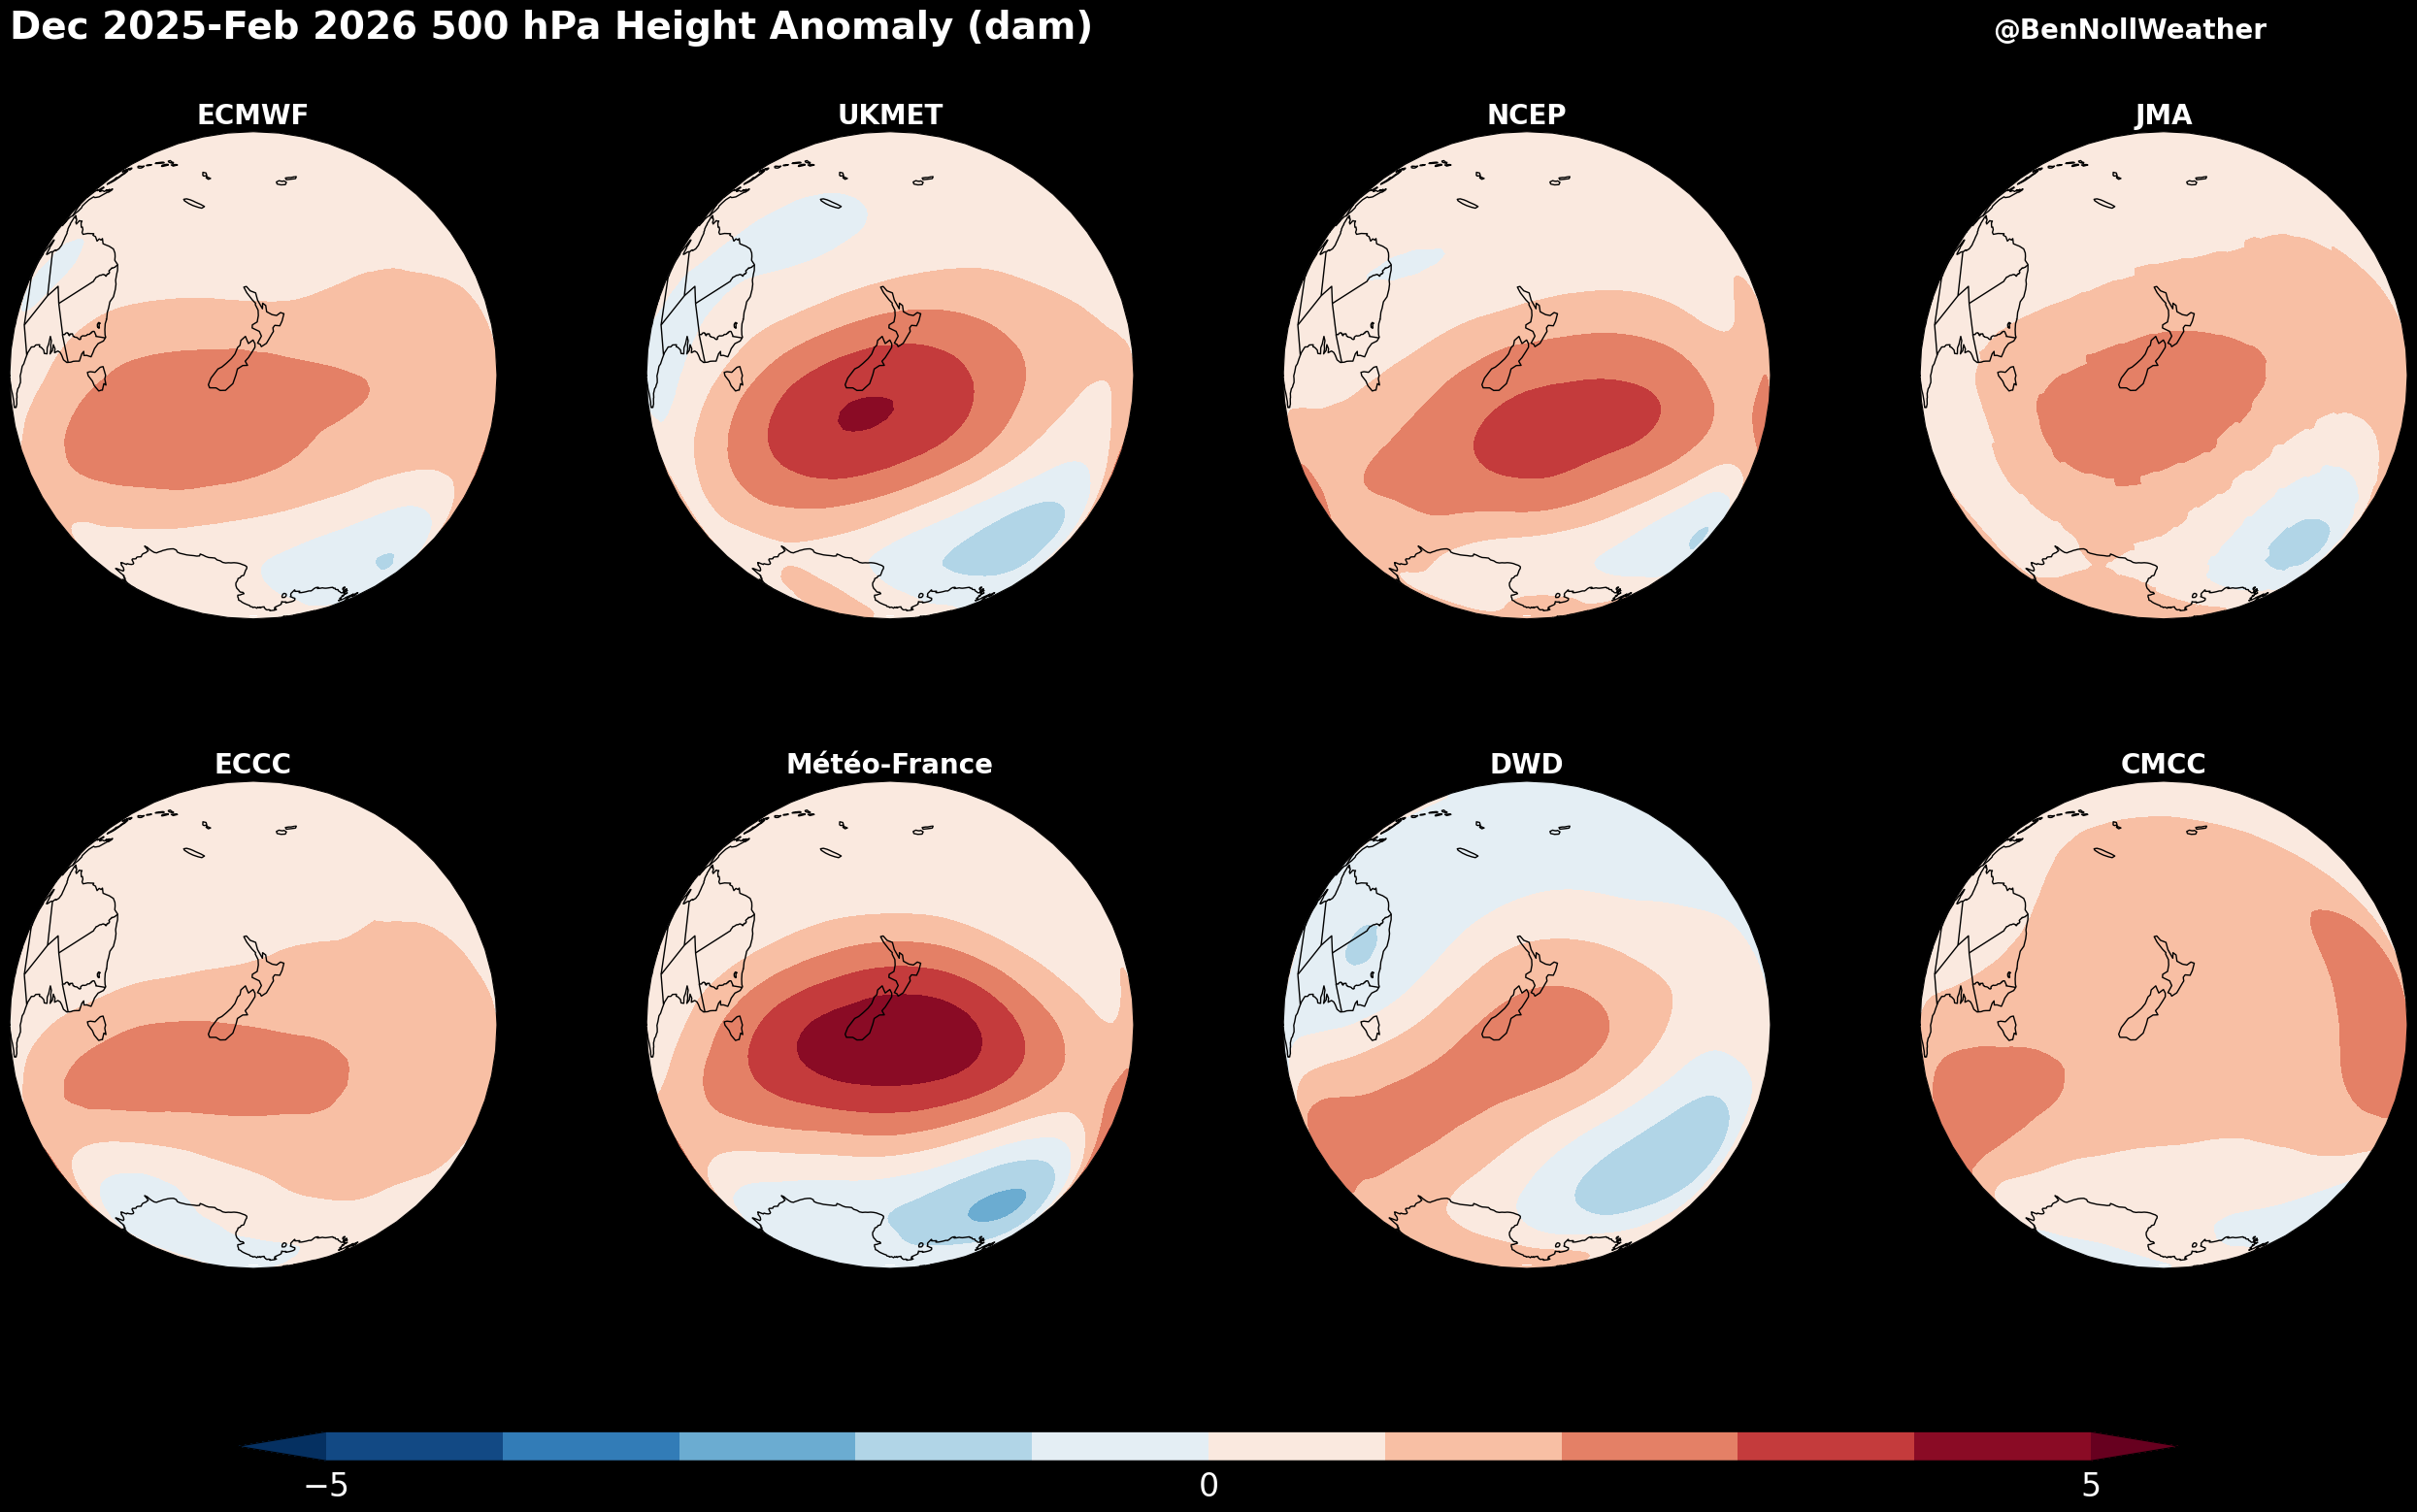 Dec 2025-Feb 2026 500 hPa Height Anomaly (dam)
@BenNollWeather
ECMWF
UKMET
NCEP
JMA
ECCC
Météo-France
DWD
CMCC
−5
0
5